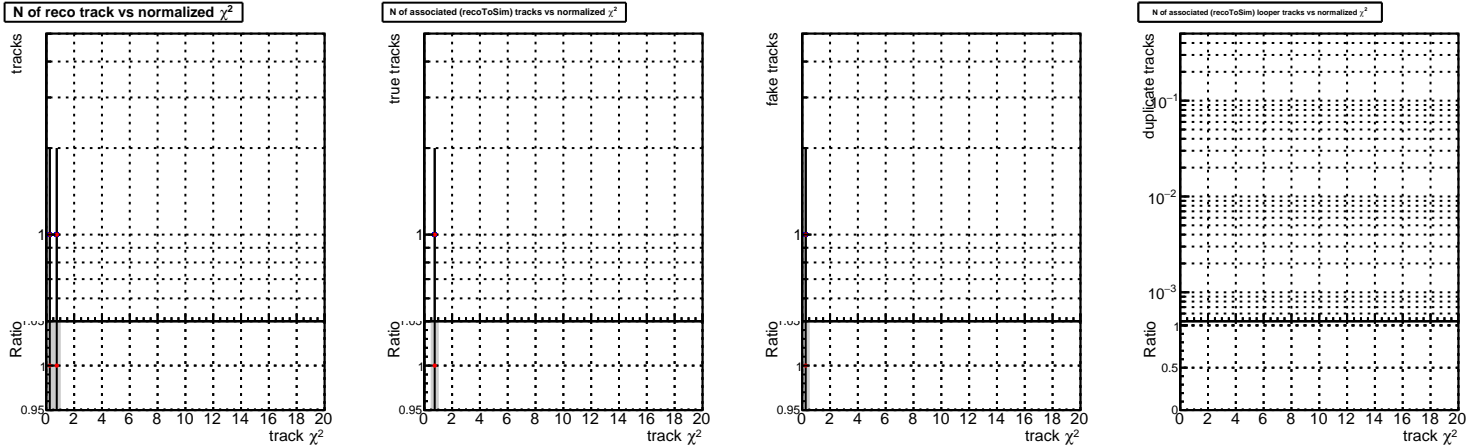 N of reco track vs normalized χ²
tracks
1
Ratio
1
0.95
0 2 4 6 8 10 12 14 16 18 20
track χ²
N of associated (recoToSim) tracks vs normalized χ²
true tracks
1
Ratio
1
0.95
0 2 4 6 8 10 12 14 16 18 20
track χ²
fake tracks
1
Ratio
1
0.95
0 2 4 6 8 10 12 14 16 18 20
track χ²
N of associated (recoToSim) looper tracks vs normalized χ²
duplicate tracks
10⁻¹
10⁻²
10⁻³
Ratio
1
0.5
0
0 2 4 6 8 10 12 14 16 18 20
track χ²